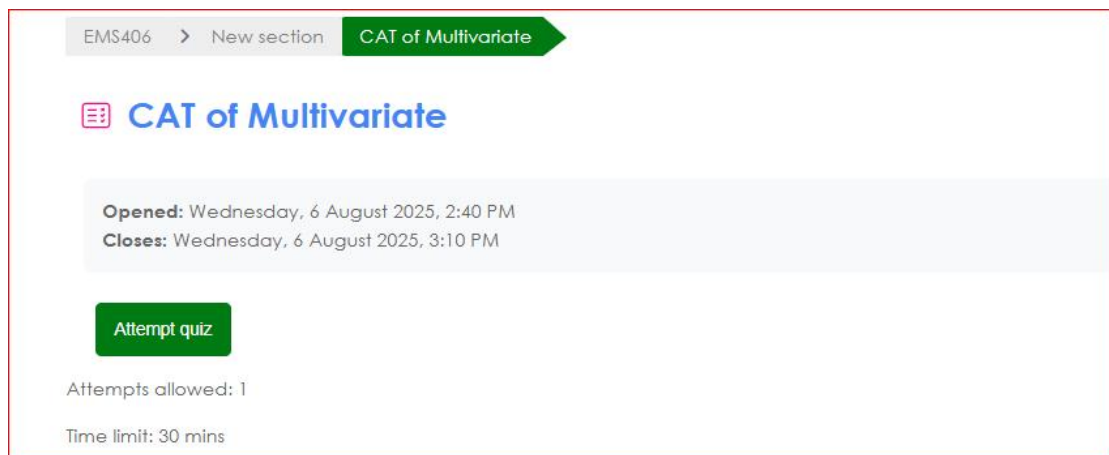 EMS406 > New section CAT of Multivariate
CAT of Multivariate
Opened: Wednesday, 6 August 2025, 2:40 PM
Closes: Wednesday, 6 August 2025, 3:10 PM
Attempt quiz
Attempts allowed: 1
Time limit: 30 mins